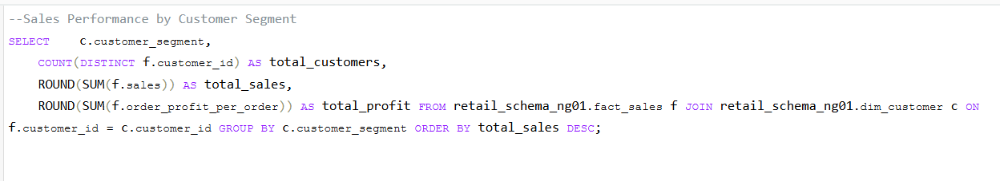 --Sales Performance by Customer Segment
SELECT    c.customer_segment,
    COUNT(DISTINCT f.customer_id) AS total_customers,
    ROUND(SUM(f.sales)) AS total_sales,
    ROUND(SUM(f.order_profit_per_order)) AS total_profit FROM retail_schema_ng01.fact_sales f JOIN retail_schema_ng01.dim_customer c ON
f.customer_id = c.customer_id GROUP BY c.customer_segment ORDER BY total_sales DESC;